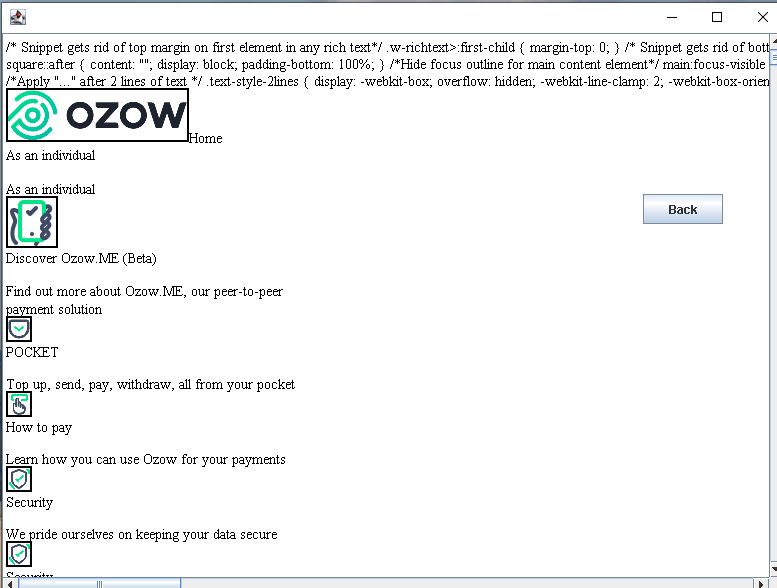 /* Snippet gets rid of top margin on first element in any rich text*/ .w-richtext>:first-child { margin-top: 0; } /* Snippet gets rid of bott
square::after { content: ""; display: block; padding-bottom: 100%; } /*Hide focus outline for main content element*/ main:focus-visible
/*Apply "..." after 2 lines of text */ .text-style-2lines { display: -webkit-box; overflow: hidden; -webkit-line-clamp: 2; -webkit-box-orien
OZOW Home
As an individual
As an individual
Back
Discover Ozow.ME (Beta)
Find out more about Ozow.ME, our peer-to-peer
payment solution
POCKET
Top up, send, pay, withdraw, all from your pocket
How to pay
Learn how you can use Ozow for your payments
Security
We pride ourselves on keeping your data secure
Security